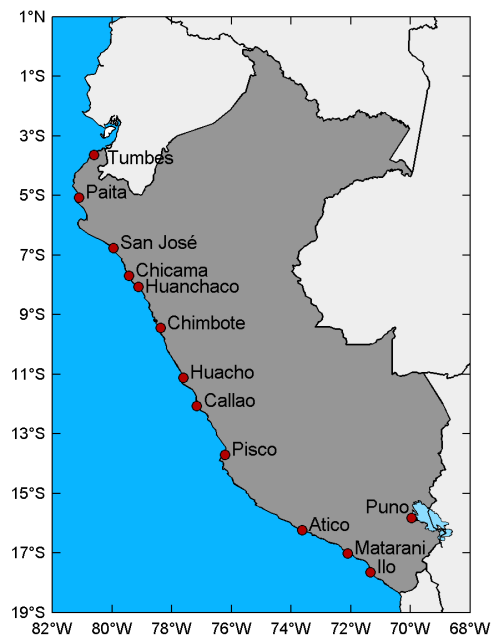 1°N
1°S
3°S
Tumbes
5°S
Paita
San José
7°S
Chicama
Huanchaco
9°S
Chimbote
11°S
Huacho
Callao
13°S
Pisco
15°S
Puno
Atico
17°S
Matarani
Ilo
19°S
82°W 80°W 78°W 76°W 74°W 72°W 70°W 68°W